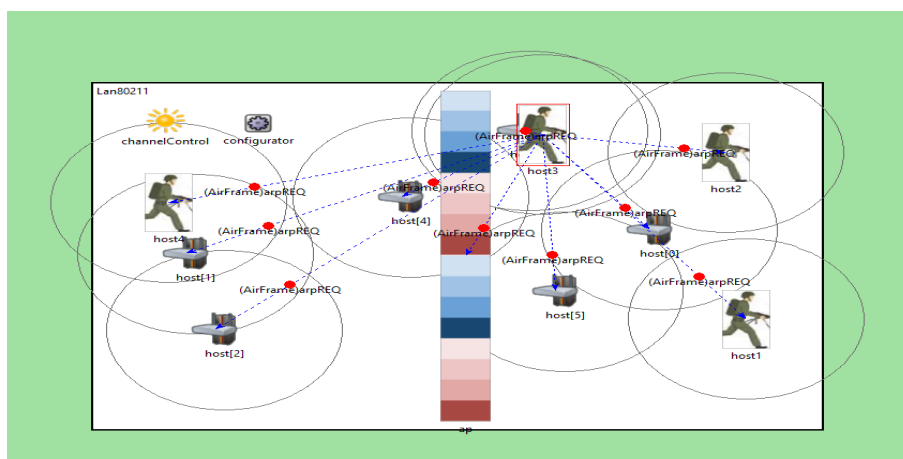 Lan80211
channelControl
configurator
(AirFrame)arpREQ
host3
(AirFrame)arpREQ
host2
(AirFrame)arpREQ
host4
(AirFrame)arpREQ
host[4]
(AirFrame)arpREQ
(AirFrame)arpREQ
(AirFrame)arpREQ
host[0]
host[1]
(AirFrame)arpREQ
(AirFrame)arpREQ
(AirFrame)arpREQ
host[5]
host[2]
host1
ap